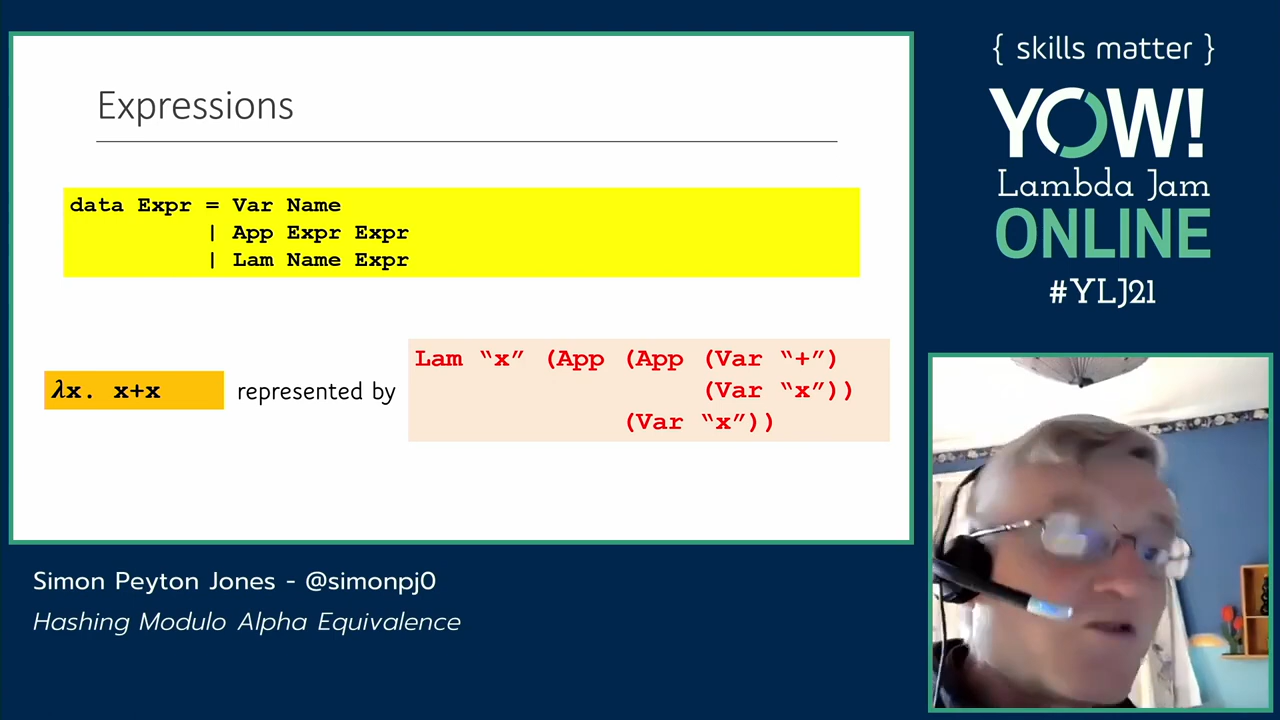 Expressions
data Expr = Var Name
| App Expr Expr
| Lam Name Expr
λx. x+x
represented by
Lam “x” (App (App (Var “+”)
(Var “x”))
(Var “x”))
{ skills matter }
YOW!
Lambda Jam
ONLINE
#YLJ21
Simon Peyton Jones - @simonpj0
Hashing Modulo Alpha Equivalence